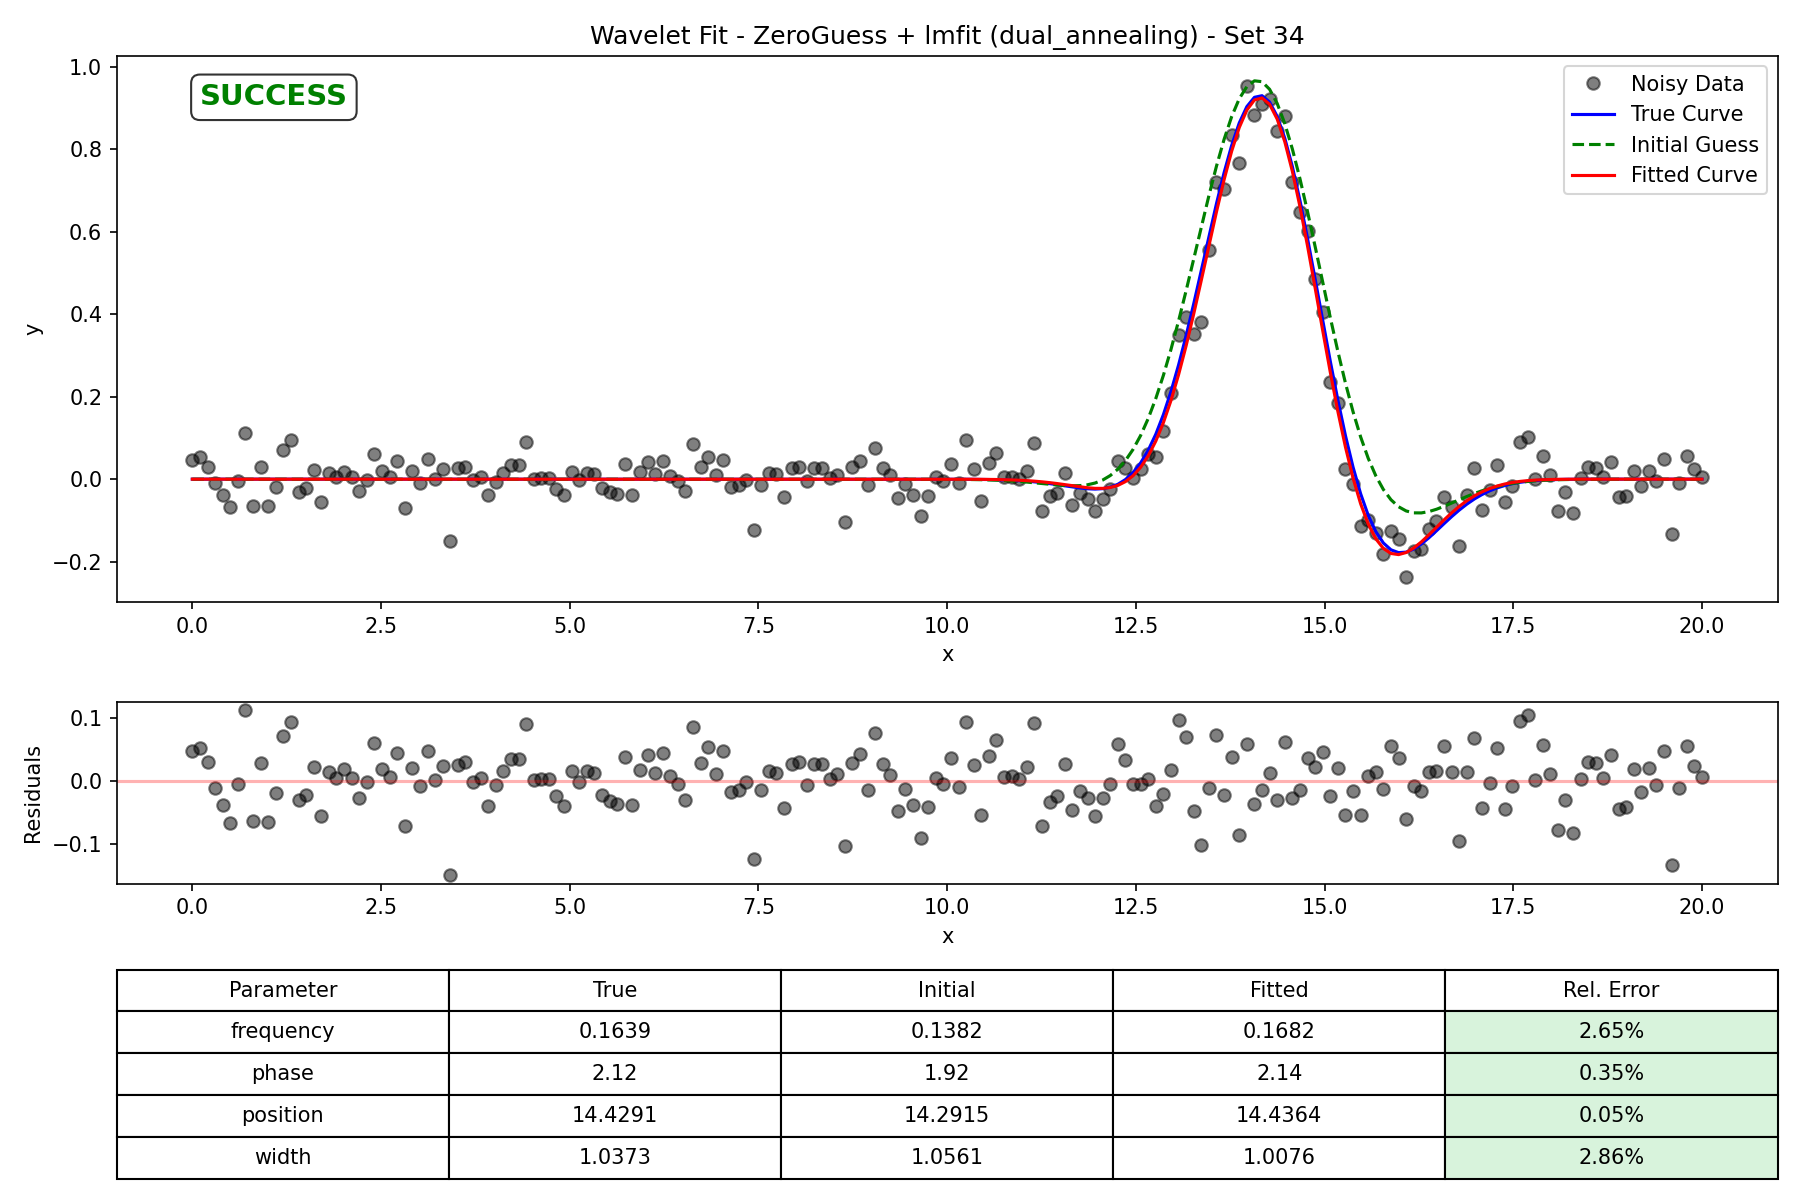 Wavelet Fit - ZeroGuess + lmfit (dual_annealing) - Set 34
SUCCESS
Noisy Data
True Curve
Initial Guess
Fitted Curve
y
1.0
0.8
0.6
0.4
0.2
0.0
−0.2
0.0 2.5 5.0 7.5 10.0 12.5 15.0 17.5 20.0
x
Residuals
0.1
0.0
−0.1
0.0 2.5 5.0 7.5 10.0 12.5 15.0 17.5 20.0
x
Parameter True Initial Fitted Rel. Error
frequency 0.1639 0.1382 0.1682 2.65%
phase 2.12 1.92 2.14 0.35%
position 14.4291 14.2915 14.4364 0.05%
width 1.0373 1.0561 1.0076 2.86%